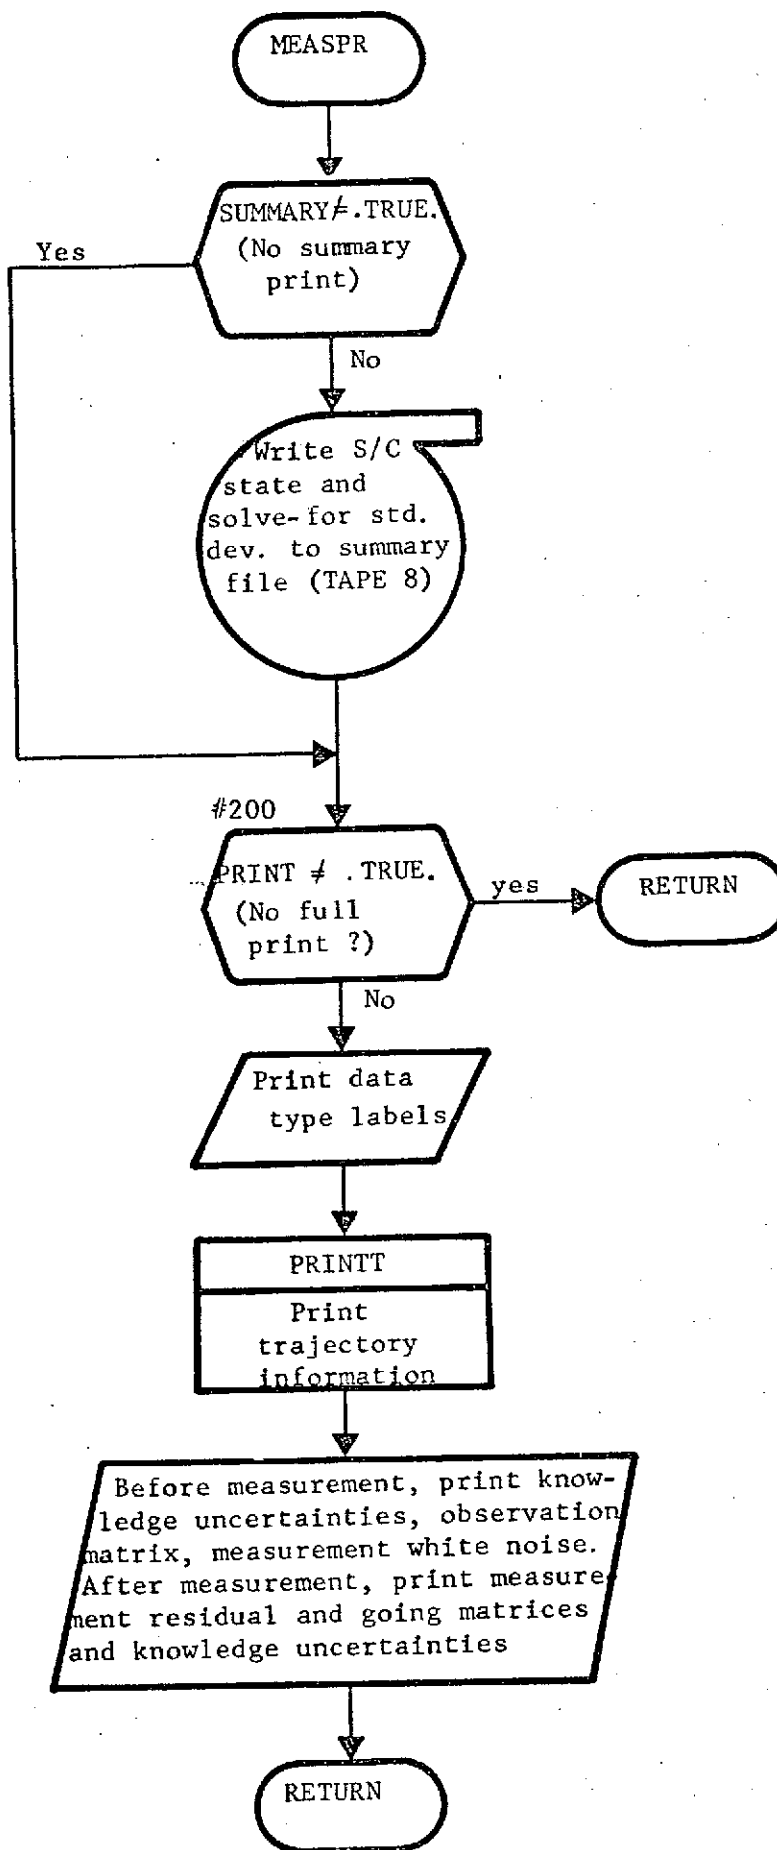 MEASPR
SUMMARY≠.TRUE.
(No summary
print)
Yes
No
Write S/C
state and
solve-for std.
dev. to summary
file (TAPE 8)
#200
PRINT ≠ .TRUE.
(No full
print ?)
yes
RETURN
No
Print data
type labels
PRINTT
Print
trajectory
information
Before measurement, print know-
ledge uncertainties, observation
matrix, measurement white noise.
After measurement, print measure-
ment residual and going matrices
and knowledge uncertainties
RETURN